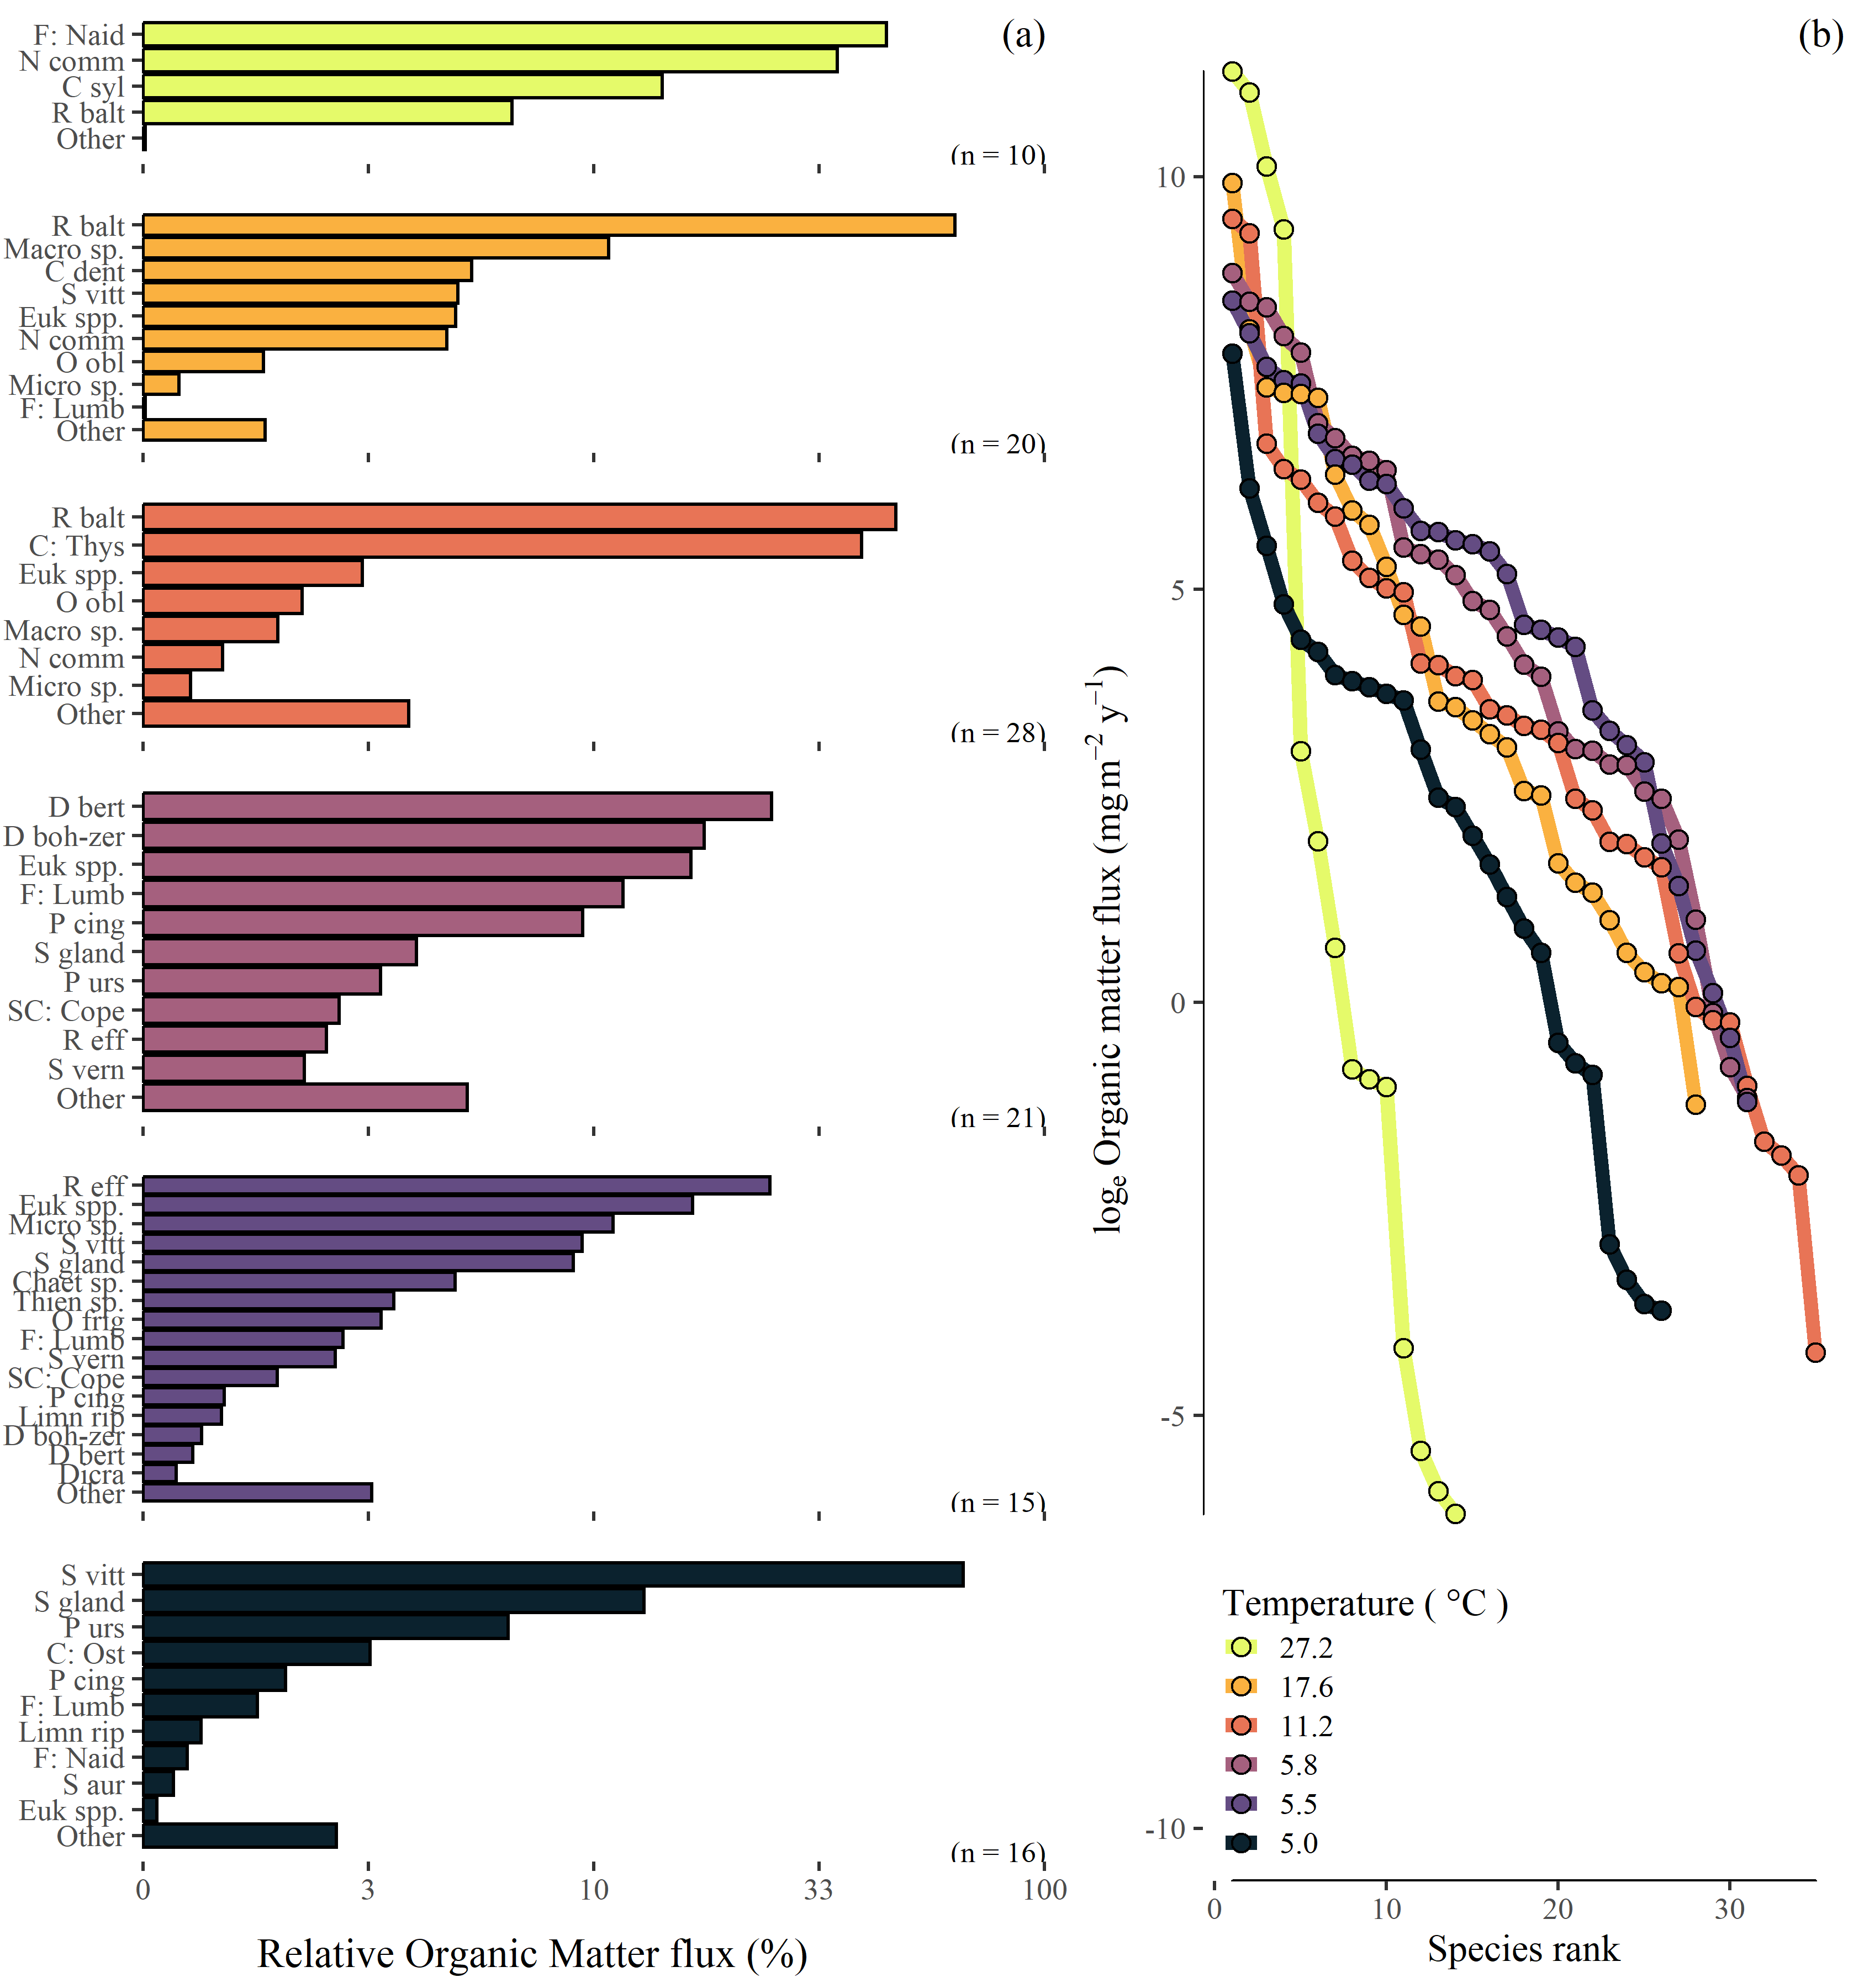 (a)
F: Naid
N comm
C syl
R balt
Other
(n = 10)
R balt
Macro sp.
C dent
S vitt
Euk spp.
N comm
O obl
Micro sp.
F: Lumb
Other
(n = 20)
R balt
C: Thys
Euk spp.
O obl
Macro sp.
N comm
Micro sp.
Other
(n = 28)
D bert
D boh-zer
Euk spp.
F: Lumb
P cing
S gland
P urs
SC: Cope
R eff
S vern
Other
(n = 21)
R eff
Euk spp.
Micro sp.
S vitt
S gland
Chaet sp.
Thien sp.
O frig
F: Lumb
S vern
SC: Cope
P cing
Limn rip
D boh-zer
D bert
Dicra
Other
(n = 15)
S vitt
S gland
P urs
C: Ost
P cing
F: Lumb
Limn rip
F: Naid
S aur
Euk spp.
Other
(n = 16)
0 3 10 33 100
Relative Organic Matter flux (%)
(b)
10
5
0
-5
-10
logₑ Organic matter flux (mg m⁻² y⁻¹)
Temperature ( °C )
27.2
17.6
11.2
5.8
5.5
5.0
0 10 20 30
Species rank